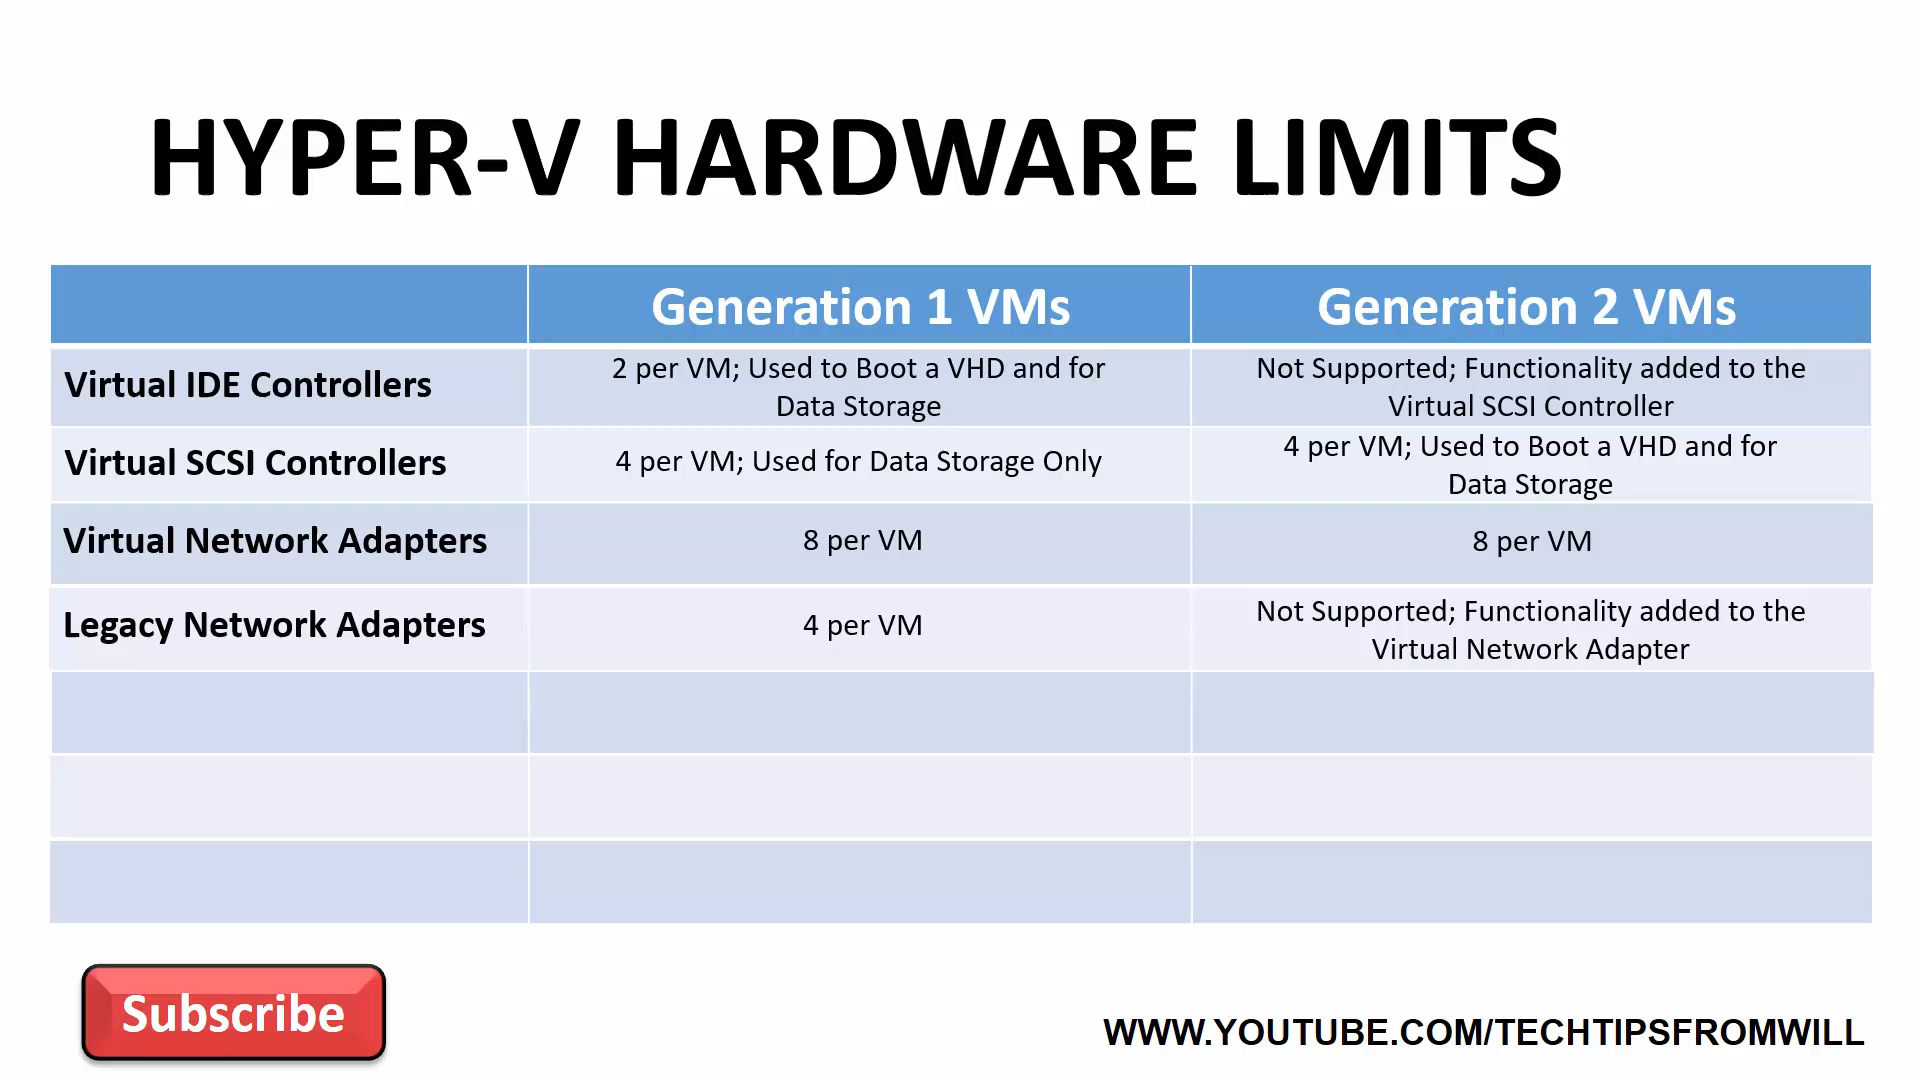 HYPER-V HARDWARE LIMITS
Generation 1 VMs
Generation 2 VMs
Virtual IDE Controllers
2 per VM; Used to Boot a VHD and for
Data Storage
Not Supported; Functionality added to the
Virtual SCSI Controller
Virtual SCSI Controllers
4 per VM; Used for Data Storage Only
4 per VM; Used to Boot a VHD and for
Data Storage
Virtual Network Adapters
8 per VM
8 per VM
Legacy Network Adapters
4 per VM
Not Supported; Functionality added to the
Virtual Network Adapter
Subscribe
WWW.YOUTUBE.COM/TECHTIPSFROMWILL